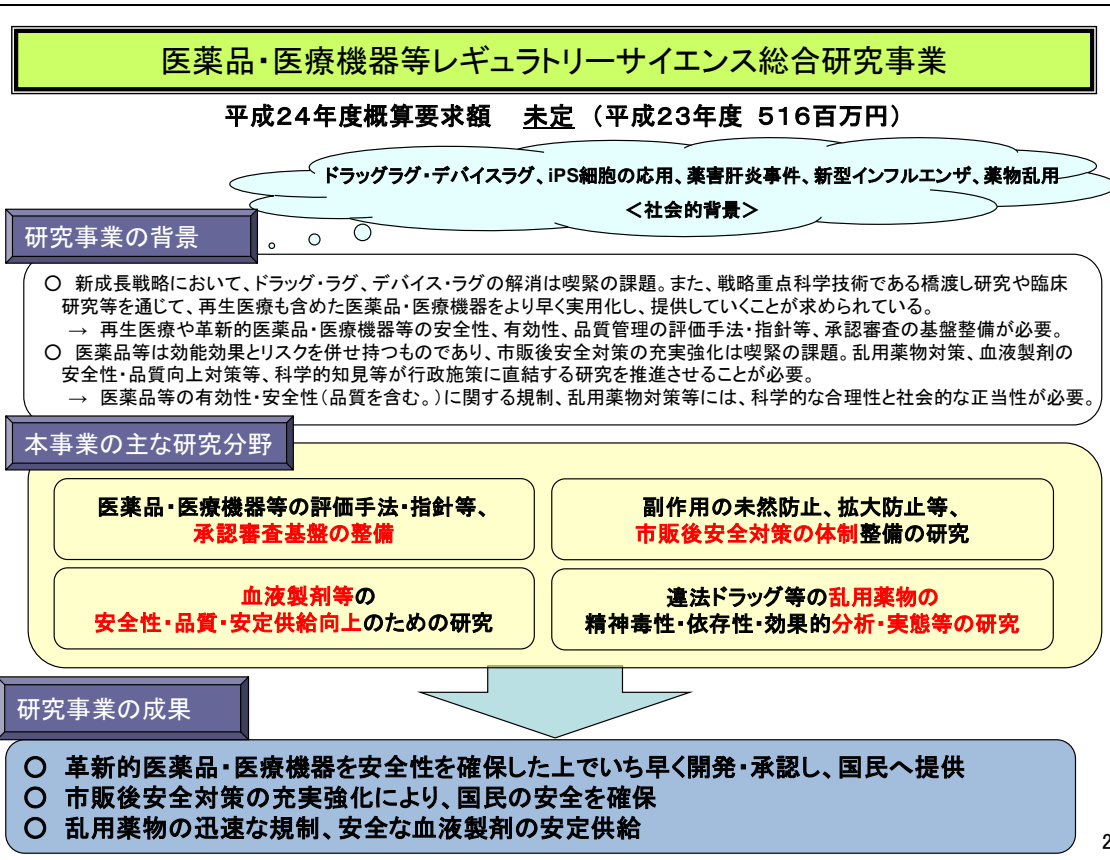 医薬品・医療機器等レギュラトリーサイエンス総合研究事業
平成24年度概算要求額　未定（平成23年度 516百万円）
ドラッグラグ・デバイスラグ、iPS細胞の応用、薬害肝炎事件、新型インフルエンザ、薬物乱用
＜社会的背景＞
研究事業の背景
○　新成長戦略において、ドラッグ・ラグ、デバイス・ラグの解消は喫緊の課題。また、戦略重点科学技術である橋渡し研究や臨床
研究等を通じて、再生医療も含めた医薬品・医療機器をより早く実用化し、提供していくことが求められている。
→　再生医療や革新的医薬品・医療機器等の安全性、有効性、品質管理の評価手法・指針等、承認審査の基盤整備が必要。
○　医薬品等は効能効果とリスクを併せ持つものであり、市販後安全対策の充実強化は喫緊の課題。乱用薬物対策、血液製剤の
安全性・品質向上対策等、科学的知見等が行政施策に直結する研究を推進させることが必要。
→　医薬品等の有効性・安全性（品質を含む。）に関する規制、乱用薬物対策等には、科学的な合理性と社会的な正当性が必要。
本事業の主な研究分野
医薬品・医療機器等の評価手法・指針等、
承認審査基盤の整備
副作用の未然防止、拡大防止等、
市販後安全対策の体制整備の研究
血液製剤等の
安全性・品質・安定供給向上のための研究
違法ドラッグ等の乱用薬物の
精神毒性・依存性・効果的分析・実態等の研究
研究事業の成果
○　革新的医薬品・医療機器を安全性を確保した上でいち早く開発・承認し、国民へ提供
○　市販後安全対策の充実強化により、国民の安全を確保
○　乱用薬物の迅速な規制、安全な血液製剤の安定供給
2